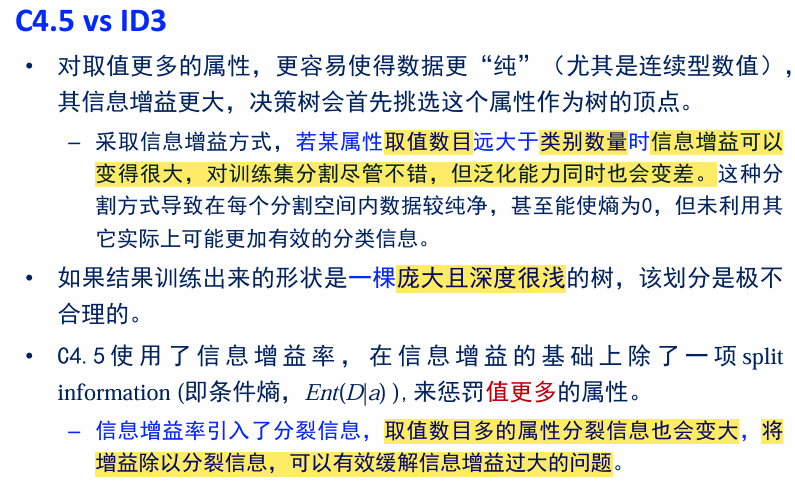 C4.5 vs ID3
• 对取值更多的属性，更容易使得数据更“纯”（尤其是连续型数值），
其信息增益更大，决策树会首先挑选这个属性作为树的顶点。
– 采取信息增益方式，若某属性取值数目远大于类别数量时信息增益可以
变得很大，对训练集分割尽管不错，但泛化能力同时也会变差。这种分
割方式导致在每个分割空间内数据较纯净，甚至能使熵为0，但未利用其
它实际上可能更加有效的分类信息。
• 如果结果训练出来的形状是一棵庞大且深度很浅的树，该划分是极不
合理的。
• C4.5使用了信息增益率，在信息增益的基础上除了一项split
information (即条件熵，Ent(D|a) ), 来惩罚值更多的属性。
– 信息增益率引入了分裂信息，取值数目多的属性分裂信息也会变大，将
增益除以分裂信息，可以有效缓解信息增益过大的问题。